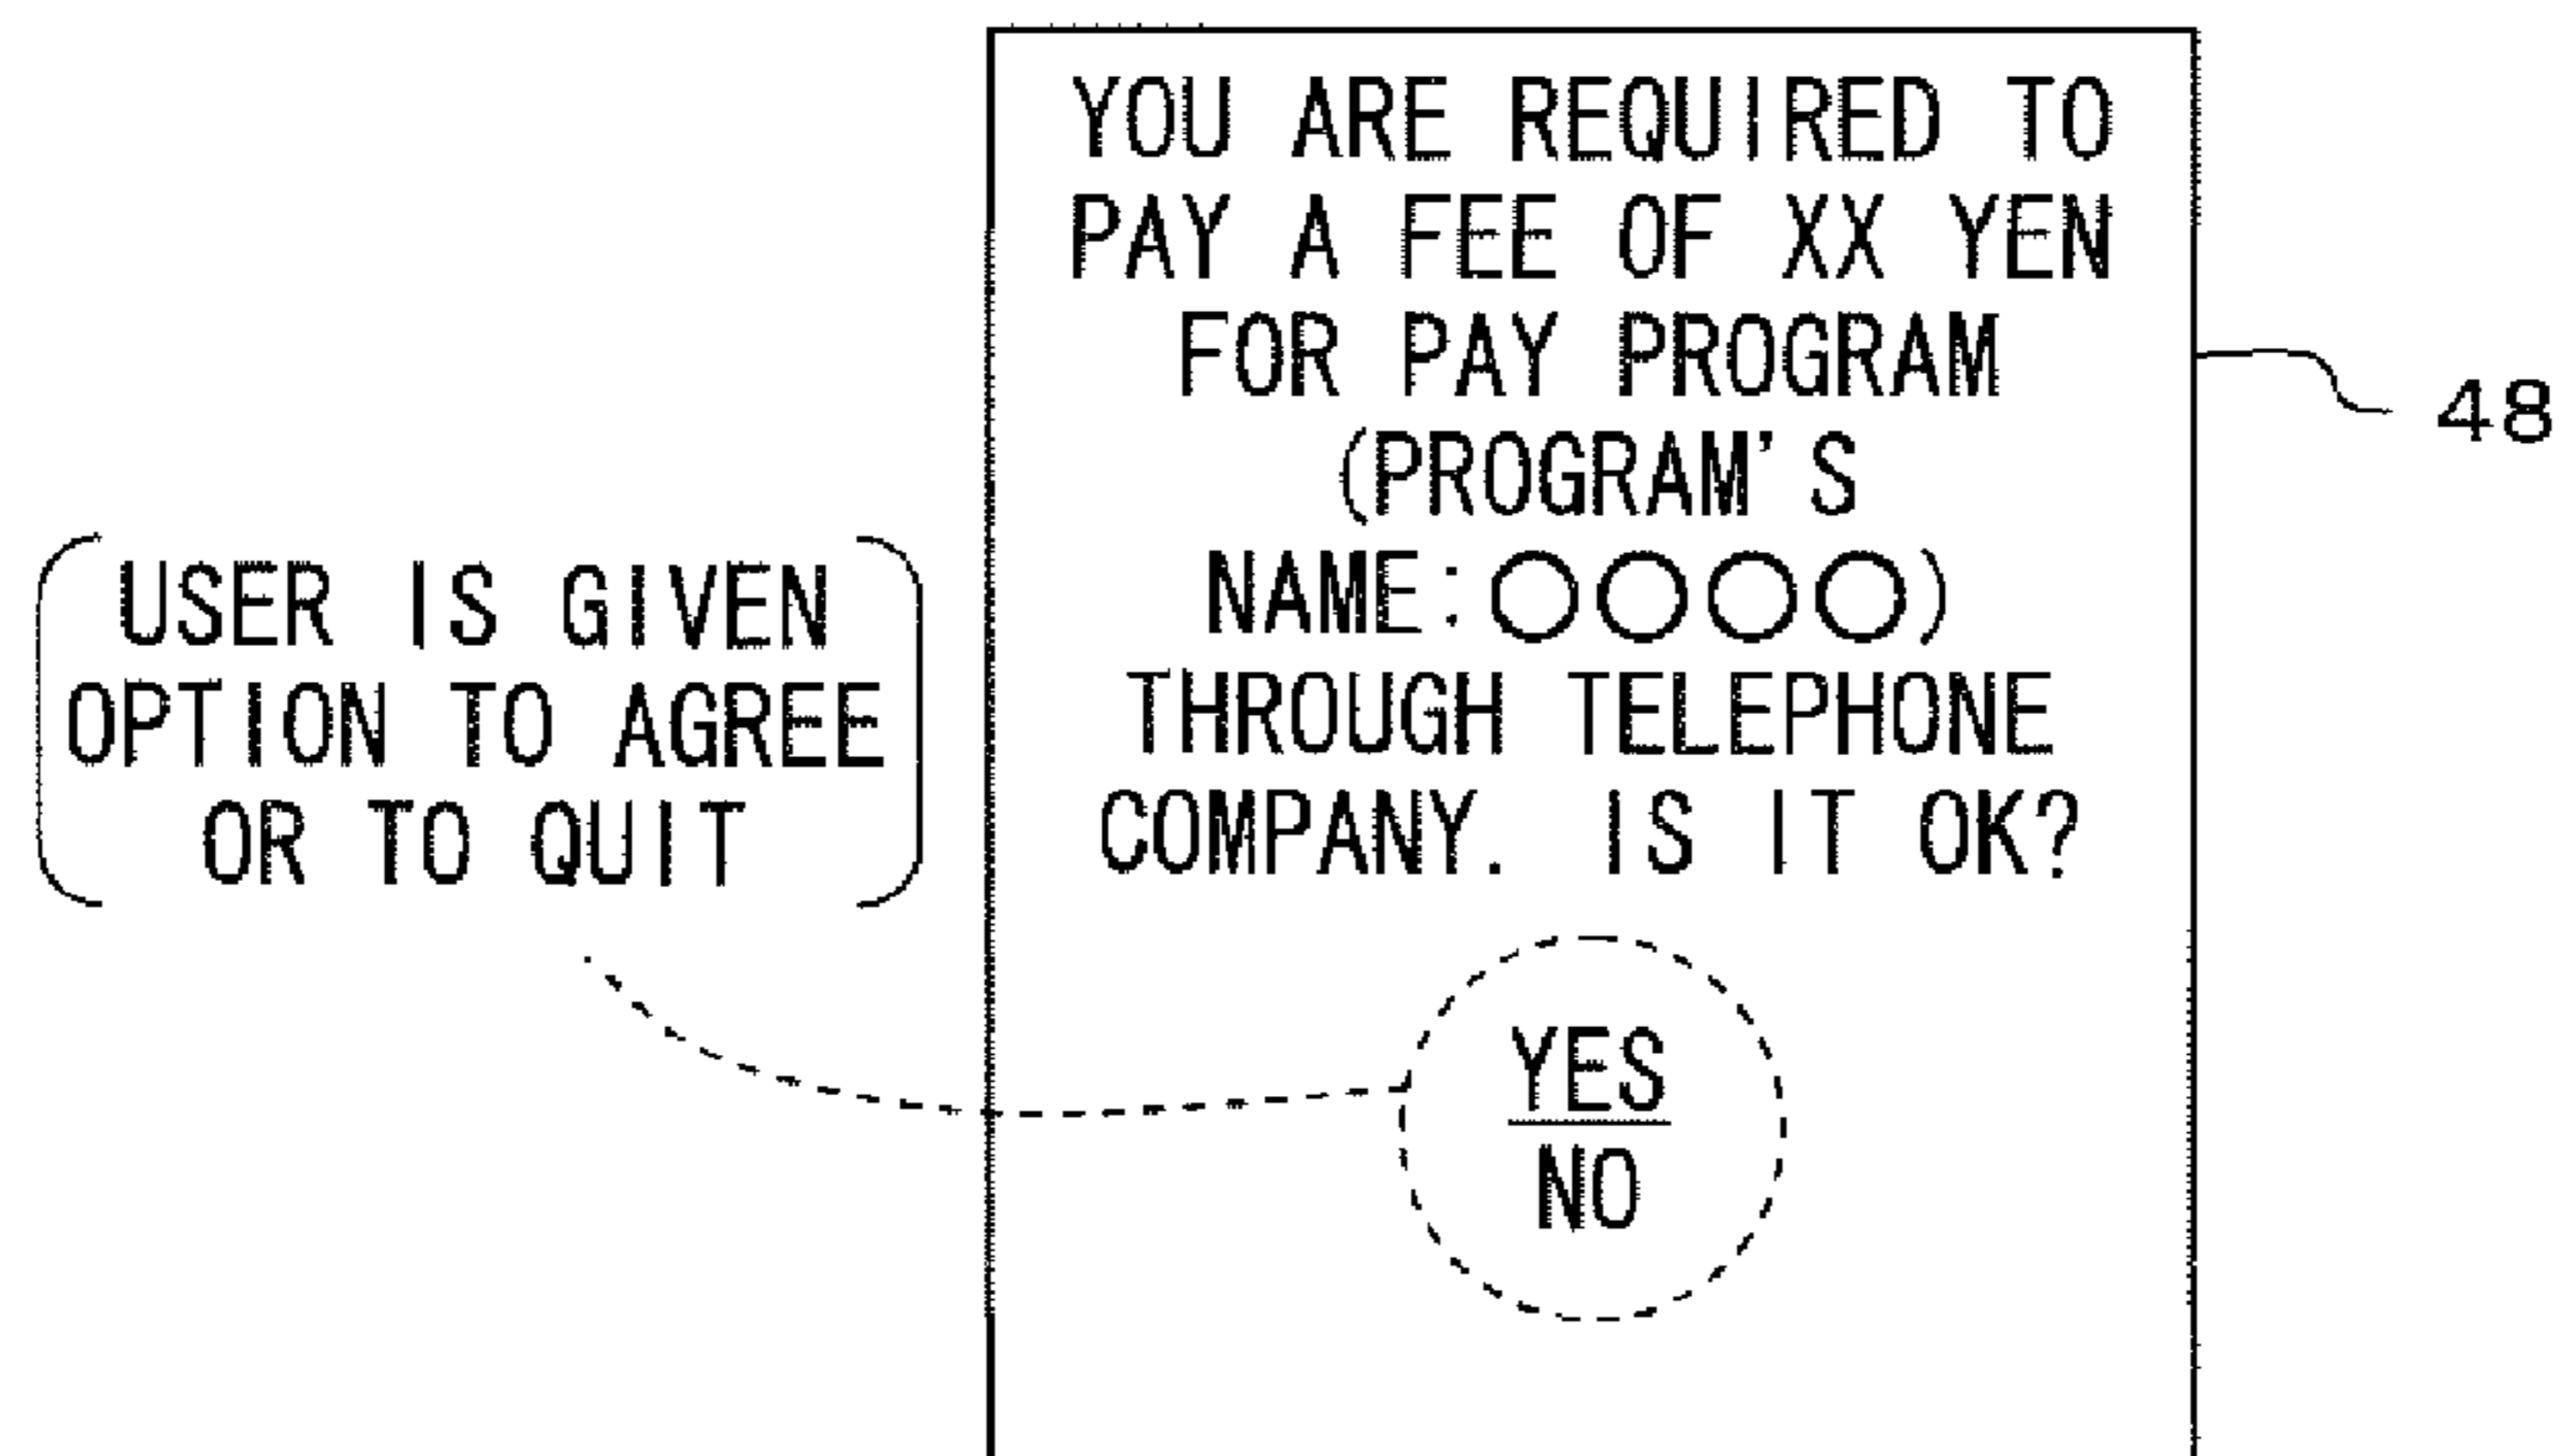 YOU ARE REQUIRED TO
PAY A FEE OF XX YEN
FOR PAY PROGRAM
(PROGRAM'S
NAME:○○○○)
THROUGH TELEPHONE
COMPANY. IS IT OK?
YES
NO
USER IS GIVEN
OPTION TO AGREE
OR TO QUIT
48